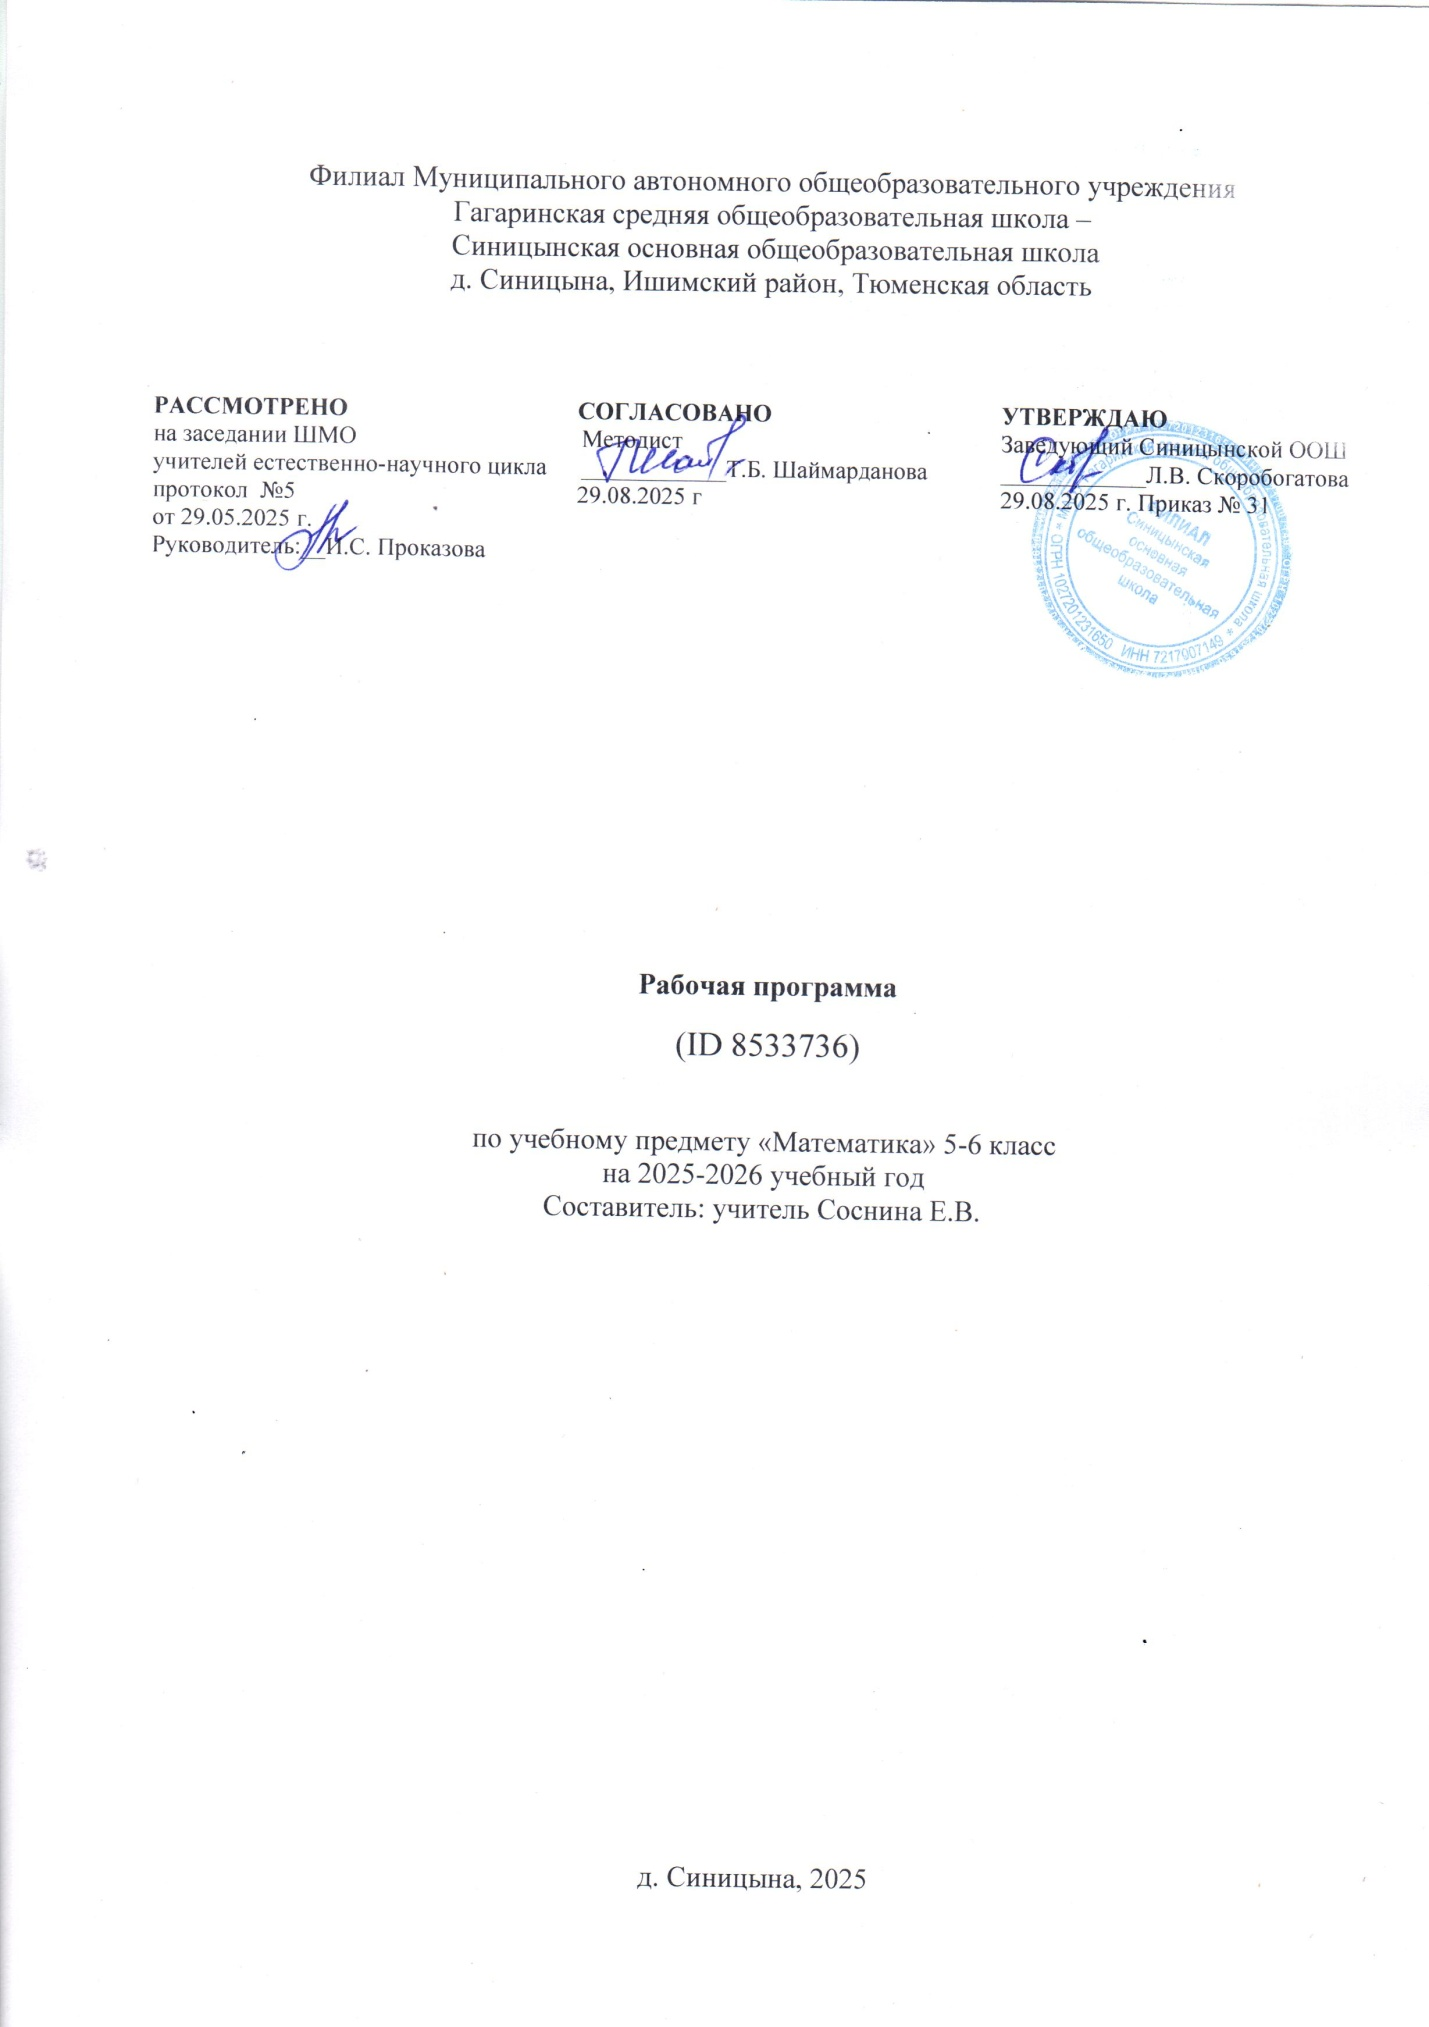 Филиал Муниципального автономного общеобразовательного учреждения
Гагаринская средняя общеобразовательная школа –
Синицынская основная общеобразовательная школа
д. Синицына, Ишимский район, Тюменская область
РАССМОТРЕНО
на заседании ШМО
учителей естественно-научного цикла
протокол №5
от 29.05.2025 г.
Руководитель:__И.С. Проказова
СОГЛАСОВАНО
Методист
____________Г.Б. Шаймарданова
29.08.2025 г
УТВЕРЖДАЮ
Заведующий Синицынской ООШ
____________Л.В. Скоробогатова
29.08.2025 г. Приказ № 31
ФИЛИАЛ
Синицынская
основная
общеобразовательная
школа
ОГРН 1027201231650 ИНН 7217007149 *
Рабочая программа
(ID 8533736)
по учебному предмету «Математика» 5-6 класс
на 2025-2026 учебный год
Составитель: учитель Соснина Е.В.
д. Синицына, 2025